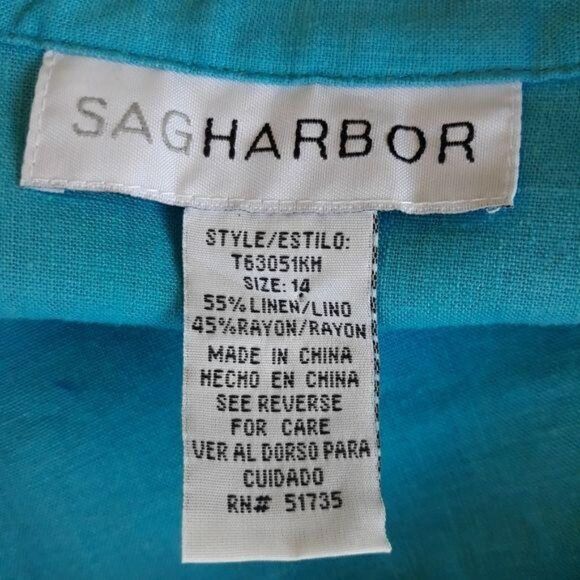 SAGHARBOR
STYLE/ESTILO:
T63051KH
SIZE: 14
55%LINEN/LINO
45%RAYON/RAYON
MADE IN CHINA
HECHO EN CHINA
SEE REVERSE
FOR CARE
VER AL DORSO PARA
CUIDADO
RN# 51735